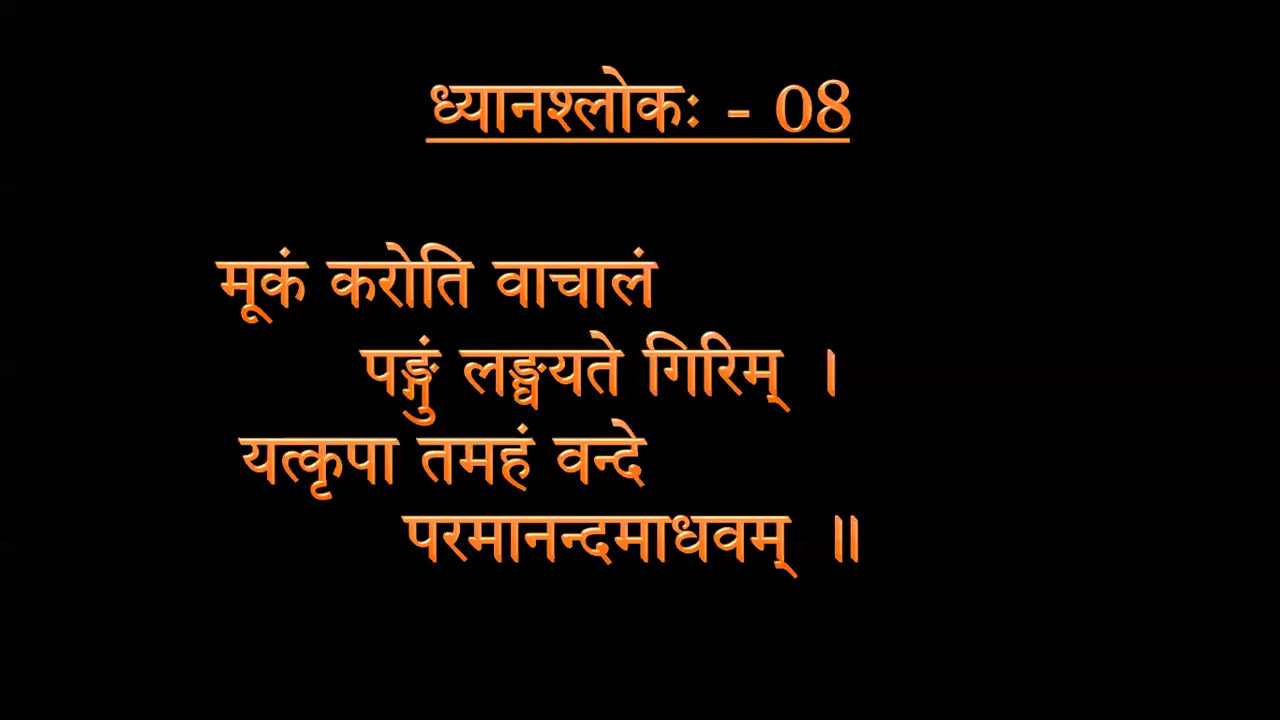 ध्यानश्लोकः - 08
मूकं करोति वाचालं
पङ्गुं लङ्घयते गिरिम् ।
यत्कृपा तमहं वन्दे
परमानन्दमाधवम् ॥